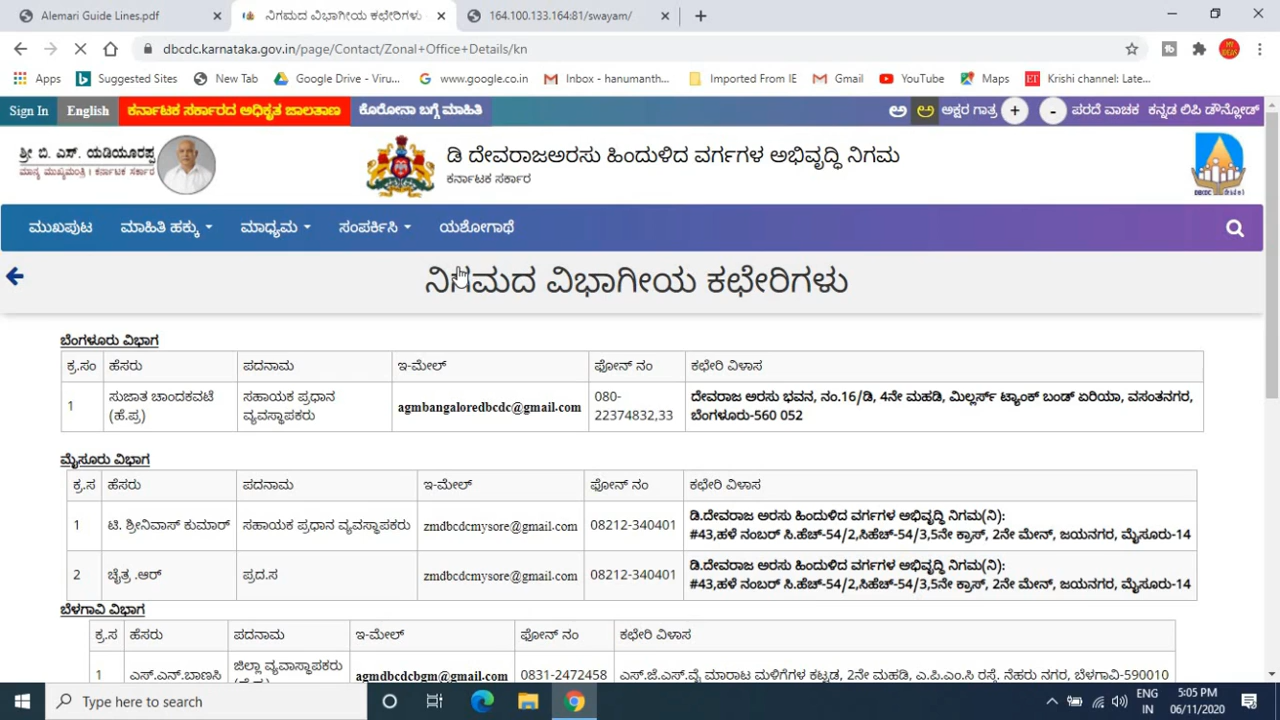 Alemari Guide Lines.pdf
ನಿಗಮದ ವಿಭಾಗೀಯ ಕಛೇರಿಗಳು
164.100.133.164:81/swayam/
dbcdc.karnataka.gov.in/page/Contact/Zonal+Office+Details/kn
Apps Suggested Sites New Tab Google Drive - Viru... www.google.co.in Inbox - hanumanth... Imported From IE Gmail YouTube Maps Krishi channel: Late...
Sign In English ಕರ್ನಾಟಕ ಸರ್ಕಾರದ ಅಧಿಕೃತ ಜಾಲತಾಣ ಕೊರೋನಾ ಬಗ್ಗೆ ಮಾಹಿತಿ ಅ ಅ ಅಕ್ಷರ ಗಾತ್ರ + - ಪರದೆ ವಾಚಕ ಕನ್ನಡ ಲಿಪಿ ಡೌನ್ಲೋಡ್
ಶ್ರೀ ಬಿ. ಎಸ್. ಯಡಿಯೂರಪ್ಪ
ಮಾನ್ಯ ಮುಖ್ಯಮಂತ್ರಿ | ಕರ್ನಾಟಕ ಸರ್ಕಾರ
ಡಿ ದೇವರಾಜಅರಸು ಹಿಂದುಳಿದ ವರ್ಗಗಳ ಅಭಿವೃದ್ಧಿ ನಿಗಮ
ಕರ್ನಾಟಕ ಸರ್ಕಾರ
ಮುಖಪುಟ ಮಾಹಿತಿ ಹಕ್ಕು ಮಾಧ್ಯಮ ಸಂಪರ್ಕಿಸಿ ಯಶೋಗಾಥೆ
ನಿಗಮದ ವಿಭಾಗೀಯ ಕಛೇರಿಗಳು
ಬೆಂಗಳೂರು ವಿಭಾಗ
ಕ್ರ.ಸಂ ಹೆಸರು ಪದನಾಮ ಇ-ಮೇಲ್ ಫೋನ್ ನಂ ಕಛೇರಿ ವಿಳಾಸ
1 ಸುಜಾತ ಚಾಂದಕವಟೆ ಸಹಾಯಕ ಪ್ರಧಾನ agmbangaloredbcdc@gmail.com 080- ದೇವರಾಜ ಅರಸು ಭವನ, ನಂ.16/ಡಿ, 4ನೇ ಮಹಡಿ, ಮಿಲ್ಲರ್ಸ್ ಟ್ಯಾಂಕ್ ಬಂಡ್ ಏರಿಯಾ, ವಸಂತನಗರ,
(ಹೆ.ಪ್ರ) ವ್ಯವಸ್ಥಾಪಕರು 22374832,33 ಬೆಂಗಳೂರು-560 052
ಮೈಸೂರು ವಿಭಾಗ
ಕ್ರ.ಸ ಹೆಸರು ಪದನಾಮ ಇ-ಮೇಲ್ ಫೋನ್ ನಂ ಕಛೇರಿ ವಿಳಾಸ
1 ಟಿ. ಶ್ರೀನಿವಾಸ್ ಕುಮಾರ್ ಸಹಾಯಕ ಪ್ರಧಾನ ವ್ಯವಸ್ಥಾಪಕರು zmdbcdcmysore@gmail.com 08212-340401 ಡಿ.ದೇವರಾಜ ಅರಸು ಹಿಂದುಳಿದ ವರ್ಗಗಳ ಅಭಿವೃದ್ಧಿ ನಿಗಮ(ನಿ):
#43,ಹಳೆ ನಂಬರ್ ಸಿ.ಹೆಚ್-54/2,ಸಿಹೆಚ್-54/3,5ನೇ ಕ್ರಾಸ್, 2ನೇ ಮೇನ್, ಜಯನಗರ, ಮೈಸೂರು-14
2 ಚೈತ್ರ .ಆರ್ ಪ್ರದ.ಸ zmdbcdcmysore@gmail.com 08212-340401 ಡಿ.ದೇವರಾಜ ಅರಸು ಹಿಂದುಳಿದ ವರ್ಗಗಳ ಅಭಿವೃದ್ಧಿ ನಿಗಮ(ನಿ):
#43,ಹಳೆ ನಂಬರ್ ಸಿ.ಹೆಚ್-54/2,ಸಿಹೆಚ್-54/3,5ನೇ ಕ್ರಾಸ್, 2ನೇ ಮೇನ್, ಜಯನಗರ, ಮೈಸೂರು-14
ಬೆಳಗಾವಿ ವಿಭಾಗ
ಕ್ರ.ಸ ಹೆಸರು ಪದನಾಮ ಇ-ಮೇಲ್ ಫೋನ್ ನಂ ಕಛೇರಿ ವಿಳಾಸ
1 ಎಸ್.ಎನ್.ಬಾಣಸಿ ಜಿಲ್ಲಾ ವ್ಯವಾಸ್ಥಾಪಕರು agmdbcdcbgm@gmail.com 0831-2472458 ಎಸ್.ಜೆ.ಎಸ್.ವೈ ಮಾರಾಟ ಮಳಿಗೆಗಳ ಕಟ್ಟಡ, 2ನೇ ಮಹಡಿ, ಎ.ಪಿ.ಎಂ.ಸಿ ರಸ್ತೆ, ನೆಹರು ನಗರ, ಬೆಳಗಾವಿ-590010
Type here to search
ENG 5:05 PM
IN 06/11/2020